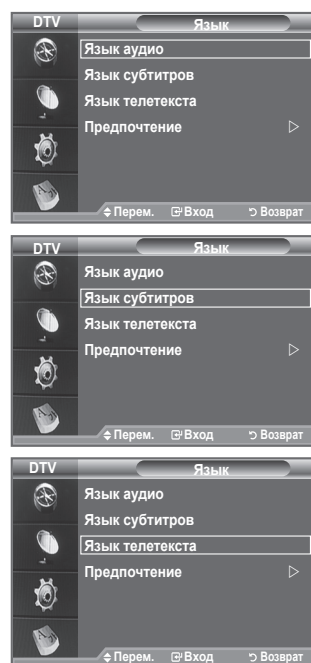 DTV Язык
Язык аудио
Язык субтитров
Язык телетекста
Предпочтение
Перем. Вход Возврат
DTV Язык
Язык аудио
Язык субтитров
Язык телетекста
Предпочтение
Перем. Вход Возврат
DTV Язык
Язык аудио
Язык субтитров
Язык телетекста
Предпочтение
Перем. Вход Возврат